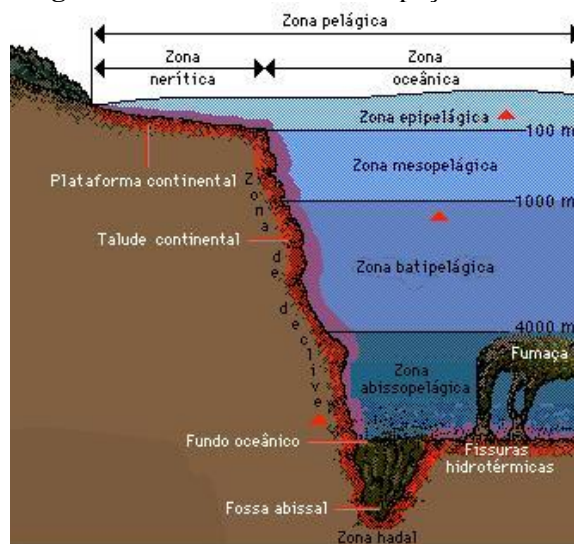 Zona pelágica
Zona
nerítica
Zona
oceânica
Zona epipelágica
100 m
Zona mesopelágica
Plataforma continental
1000 m
Talude continental
Zona de declive
Zona batipelágica
4000 m
Fumaça
Zona
abissopelágica
Fundo oceânico
Fissuras
hidrotérmicas
Fossa abissal
Zona hadal